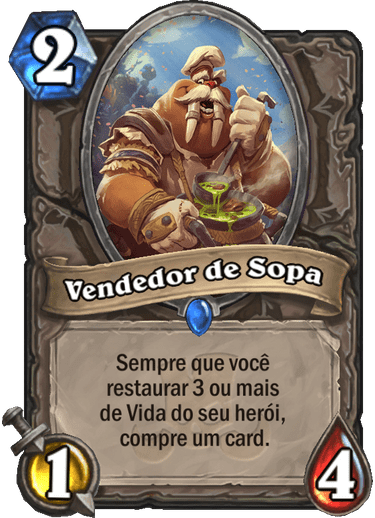 2
Vendedor de Sopa
Sempre que você
restaurar 3 ou mais
de Vida do seu herói,
compre um card.
1
4